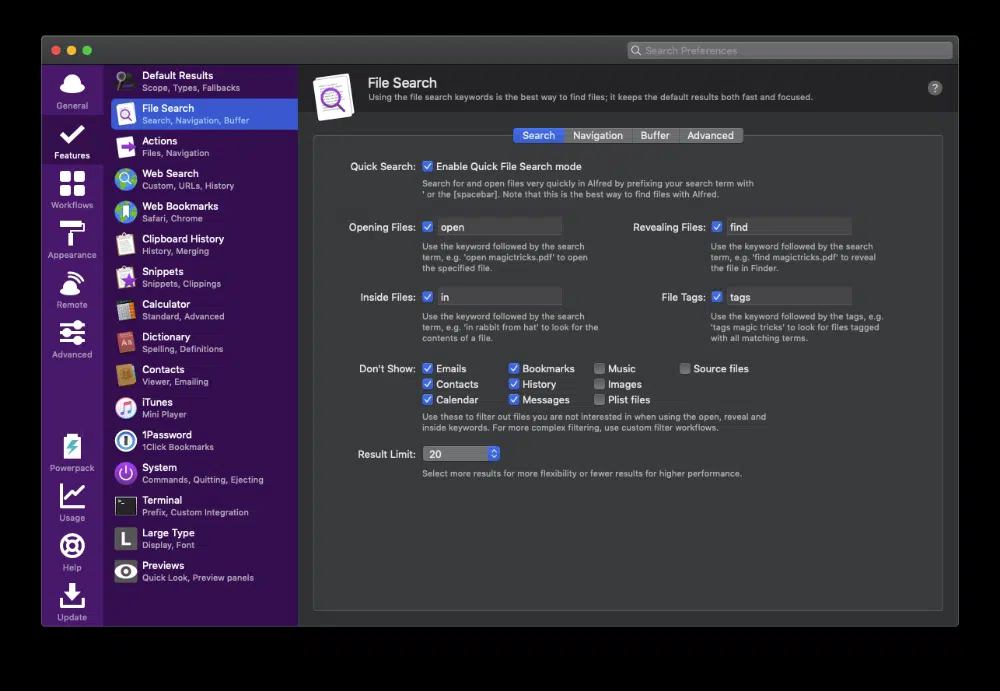 Search Preferences
General
Features
Workflows
Appearance
Remote
Advanced
Powerpack
Usage
Help
Update
Default Results
Scope, Types, Fallbacks
File Search
Search, Navigation, Buffer
Actions
Files, Navigation
Web Search
Custom, URLs, History
Web Bookmarks
Safari, Chrome
Clipboard History
History, Merging
Snippets
Snippets, Clippings
Calculator
Standard, Advanced
Dictionary
Spelling, Definitions
Contacts
Viewer, Emailing
iTunes
Mini Player
1Password
1Click Bookmarks
System
Commands, Quitting, Ejecting
Terminal
Prefix, Custom Integration
L
Large Type
Display, Font
Previews
Quick Look, Preview panels
File Search
Using the file search keywords is the best way to find files; it keeps the default results both fast and focused.
?
Search Navigation Buffer Advanced
Quick Search: Enable Quick File Search mode
Search for and open files very quickly in Alfred by prefixing your search term with
' or the [spacebar]. Note that this is the best way to find files with Alfred.
Opening Files: open
Use the keyword followed by the search
term, e.g. 'open magictricks.pdf' to open
the specified file.
Revealing Files: find
Use the keyword followed by the search
term, e.g. 'find magictricks.pdf' to reveal
the file in Finder.
Inside Files: in
Use the keyword followed by the search
term, e.g. 'in rabbit from hat' to look for the
contents of a file.
File Tags: tags
Use the keyword followed by the tags, e.g.
'tags magic tricks' to look for files tagged
with all matching terms.
Don't Show: Emails Bookmarks Music Source files
Contacts History Images
Calendar Messages Plist files
Use these to filter out files you are not interested in when using the open, reveal and
inside keywords. For more complex filtering, use custom filter workflows.
Result Limit: 20
Select more results for more flexibility or fewer results for higher performance.